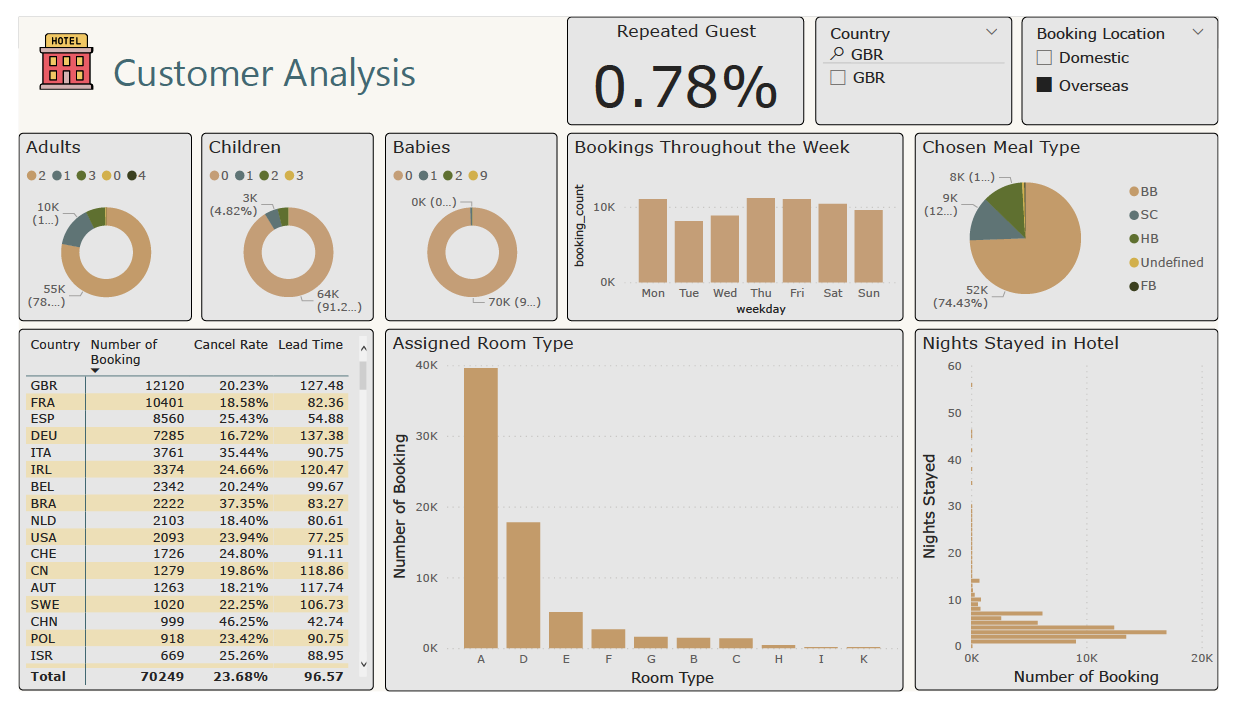 HOTEL
Customer Analysis
Repeated Guest
0.78%
Country
GBR
GBR
Booking Location
Domestic
Overseas
Adults
2 1 3 0 4
10K
(1...)
55K
(78....)
Children
0 1 2 3
3K
(4.82%)
64K
(91.2...)
Babies
0 1 2 9
0K (0...)
70K (9...)
Bookings Throughout the Week
booking_count
10K
0K
Mon Tue Wed Thu Fri Sat Sun
weekday
Chosen Meal Type
8K (1...)
9K
(12...)
52K
(74.43%)
BB
SC
HB
Undefined
FB
Country Number of Booking Cancel Rate Lead Time
GBR 12120 20.23% 127.48
FRA 10401 18.58% 82.36
ESP 8560 25.43% 54.88
DEU 7285 16.72% 137.38
ITA 3761 35.44% 90.75
IRL 3374 24.66% 120.47
BEL 2342 20.24% 99.67
BRA 2222 37.35% 83.27
NLD 2103 18.40% 80.61
USA 2093 23.94% 77.25
CHE 1726 24.80% 91.11
CN 1279 19.86% 118.86
AUT 1263 18.21% 117.74
SWE 1020 22.25% 106.73
CHN 999 46.25% 42.74
POL 918 23.42% 90.75
ISR 669 25.26% 88.95
Total 70249 23.68% 96.57
Assigned Room Type
Number of Booking
40K
30K
20K
10K
0K
A D E F G B C H I K
Room Type
Nights Stayed in Hotel
Nights Stayed
60
50
40
30
20
10
0
0K 10K 20K
Number of Booking